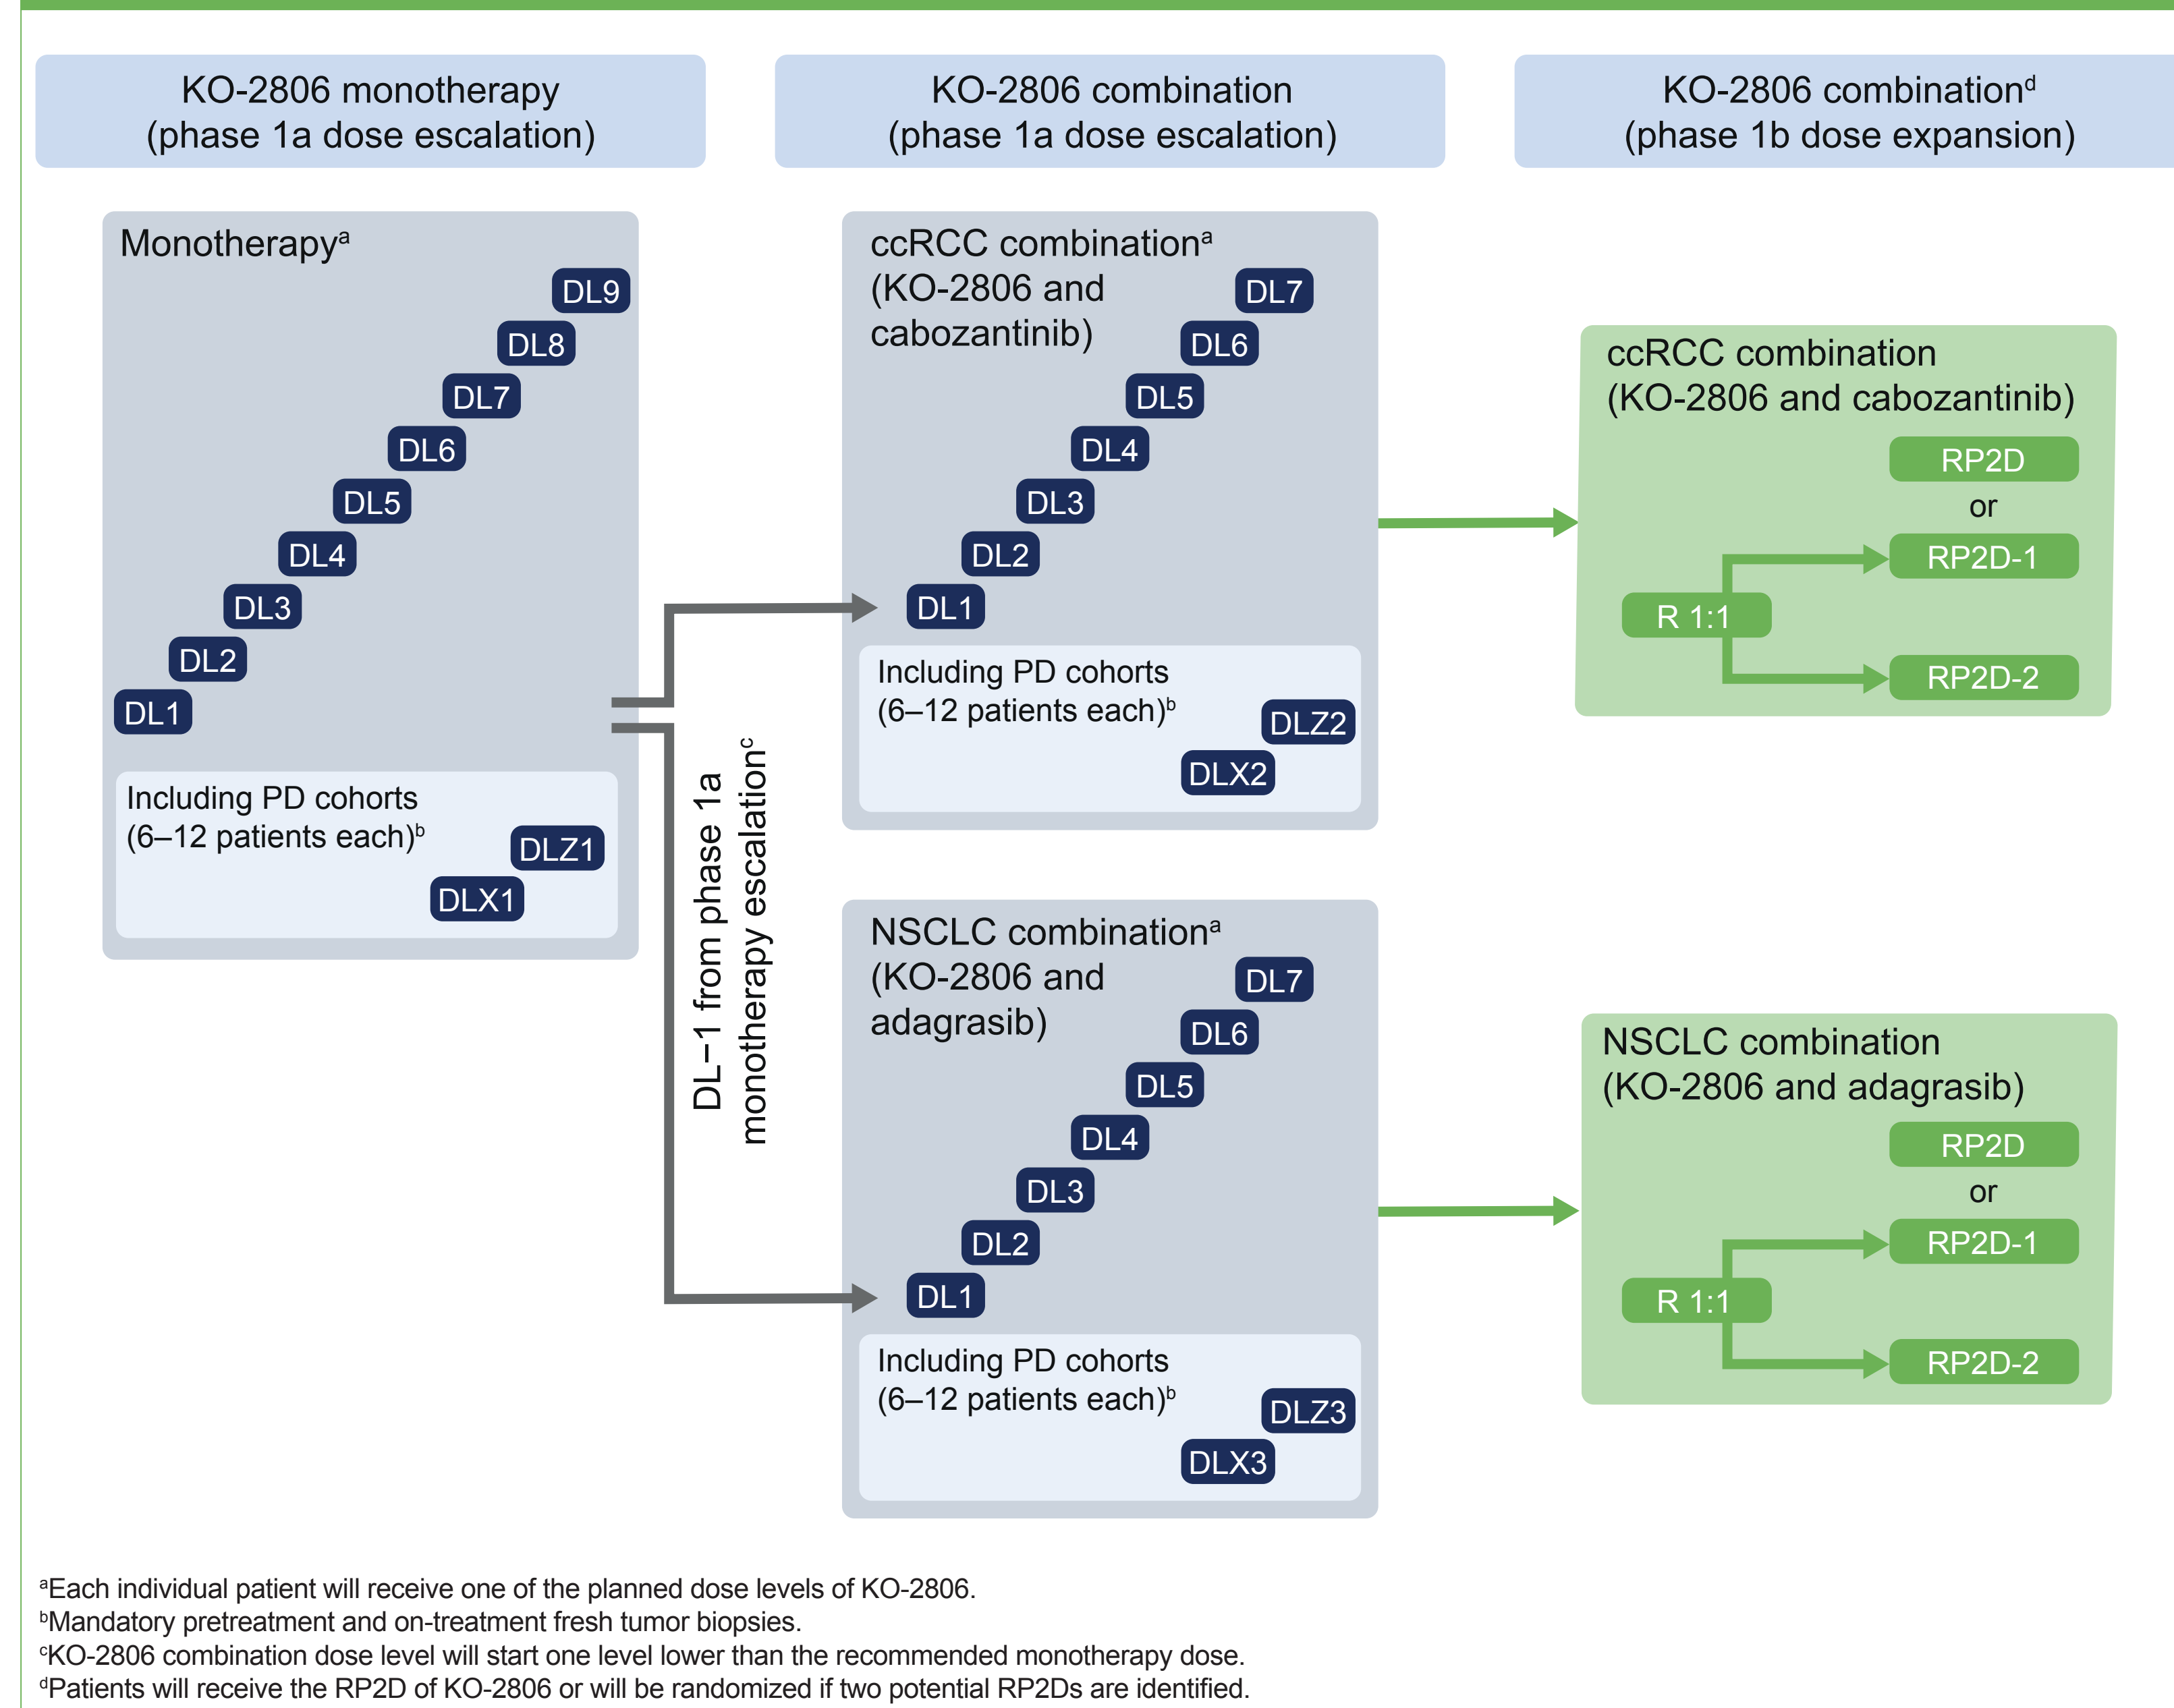 KO-2806 monotherapy
(phase 1a dose escalation)
KO-2806 combination
(phase 1a dose escalation)
KO-2806 combinationᵈ
(phase 1b dose expansion)
Monotherapyᵃ
DL9
DL8
DL7
DL6
DL5
DL4
DL3
DL2
DL1
Including PD cohorts
(6–12 patients each)ᵇ
DLZ1
DLX1
DL–1 from phase 1a
monotherapy escalationᶜ
ccRCC combinationᵃ
(KO-2806 and
cabozantinib)
DL7
DL6
DL5
DL4
DL3
DL2
DL1
Including PD cohorts
(6–12 patients each)ᵇ
DLZ2
DLX2
NSCLC combinationᵃ
(KO-2806 and
adagrasib)
DL7
DL6
DL5
DL4
DL3
DL2
DL1
Including PD cohorts
(6–12 patients each)ᵇ
DLZ3
DLX3
ccRCC combination
(KO-2806 and cabozantinib)
RP2D
or
RP2D-1
R 1:1
RP2D-2
NSCLC combination
(KO-2806 and adagrasib)
RP2D
or
RP2D-1
R 1:1
RP2D-2
ᵃEach individual patient will receive one of the planned dose levels of KO-2806.
ᵇMandatory pretreatment and on-treatment fresh tumor biopsies.
ᶜKO-2806 combination dose level will start one level lower than the recommended monotherapy dose.
ᵈPatients will receive the RP2D of KO-2806 or will be randomized if two potential RP2Ds are identified.